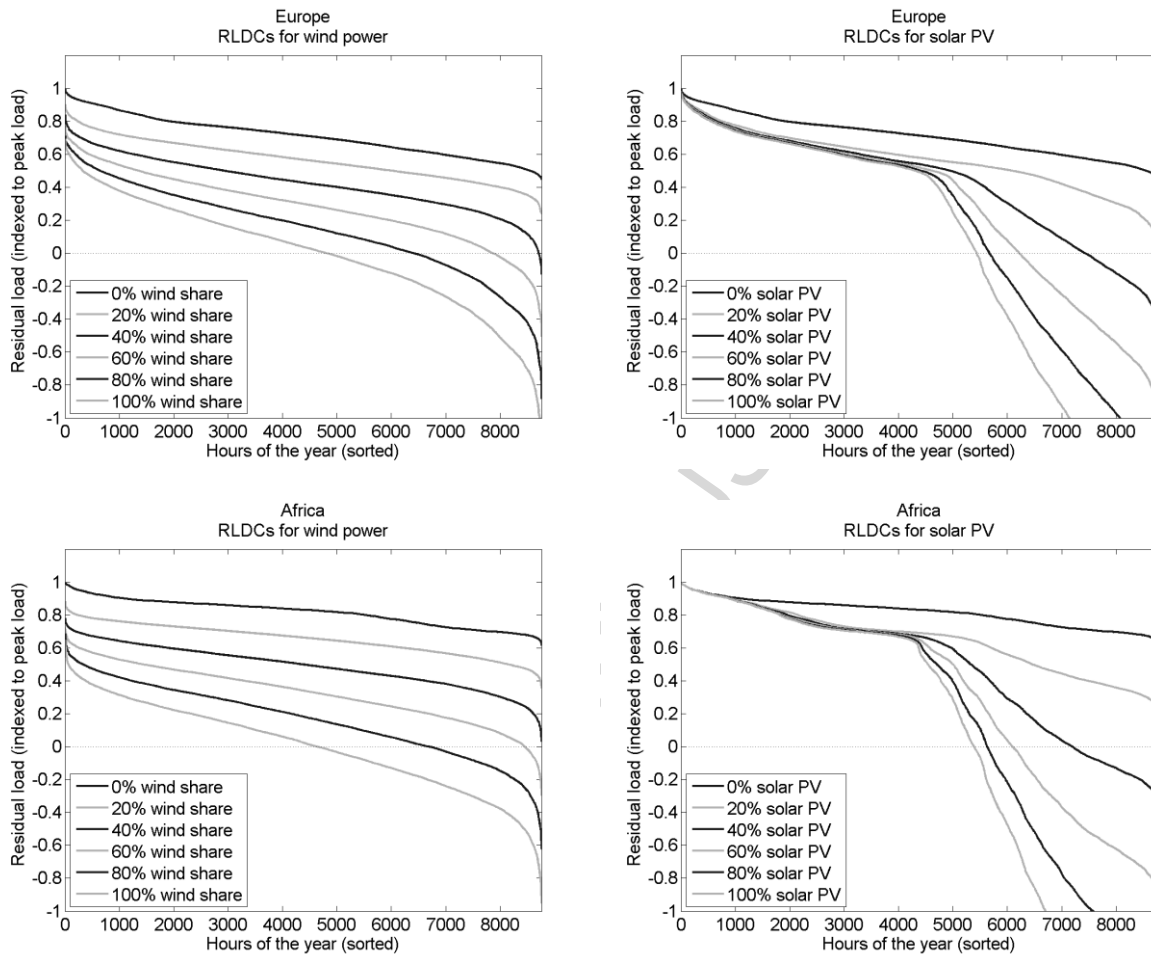 Europe
RLDCs for wind power
Residual load (indexed to peak load)
1
0.8
0.6
0.4
0.2
0
-0.2
-0.4
-0.6
-0.8
-1
0% wind share
20% wind share
40% wind share
60% wind share
80% wind share
100% wind share
0 1000 2000 3000 4000 5000 6000 7000 8000
Hours of the year (sorted)
Europe
RLDCs for solar PV
Residual load (indexed to peak load)
1
0.8
0.6
0.4
0.2
0
-0.2
-0.4
-0.6
-0.8
-1
0% solar PV
20% solar PV
40% solar PV
60% solar PV
80% solar PV
100% solar PV
0 1000 2000 3000 4000 5000 6000 7000 8000
Hours of the year (sorted)
Africa
RLDCs for wind power
Residual load (indexed to peak load)
1
0.8
0.6
0.4
0.2
0
-0.2
-0.4
-0.6
-0.8
-1
0% wind share
20% wind share
40% wind share
60% wind share
80% wind share
100% wind share
0 1000 2000 3000 4000 5000 6000 7000 8000
Hours of the year (sorted)
Africa
RLDCs for solar PV
Residual load (indexed to peak load)
1
0.8
0.6
0.4
0.2
0
-0.2
-0.4
-0.6
-0.8
-1
0% solar PV
20% solar PV
40% solar PV
60% solar PV
80% solar PV
100% solar PV
0 1000 2000 3000 4000 5000 6000 7000 8000
Hours of the year (sorted)